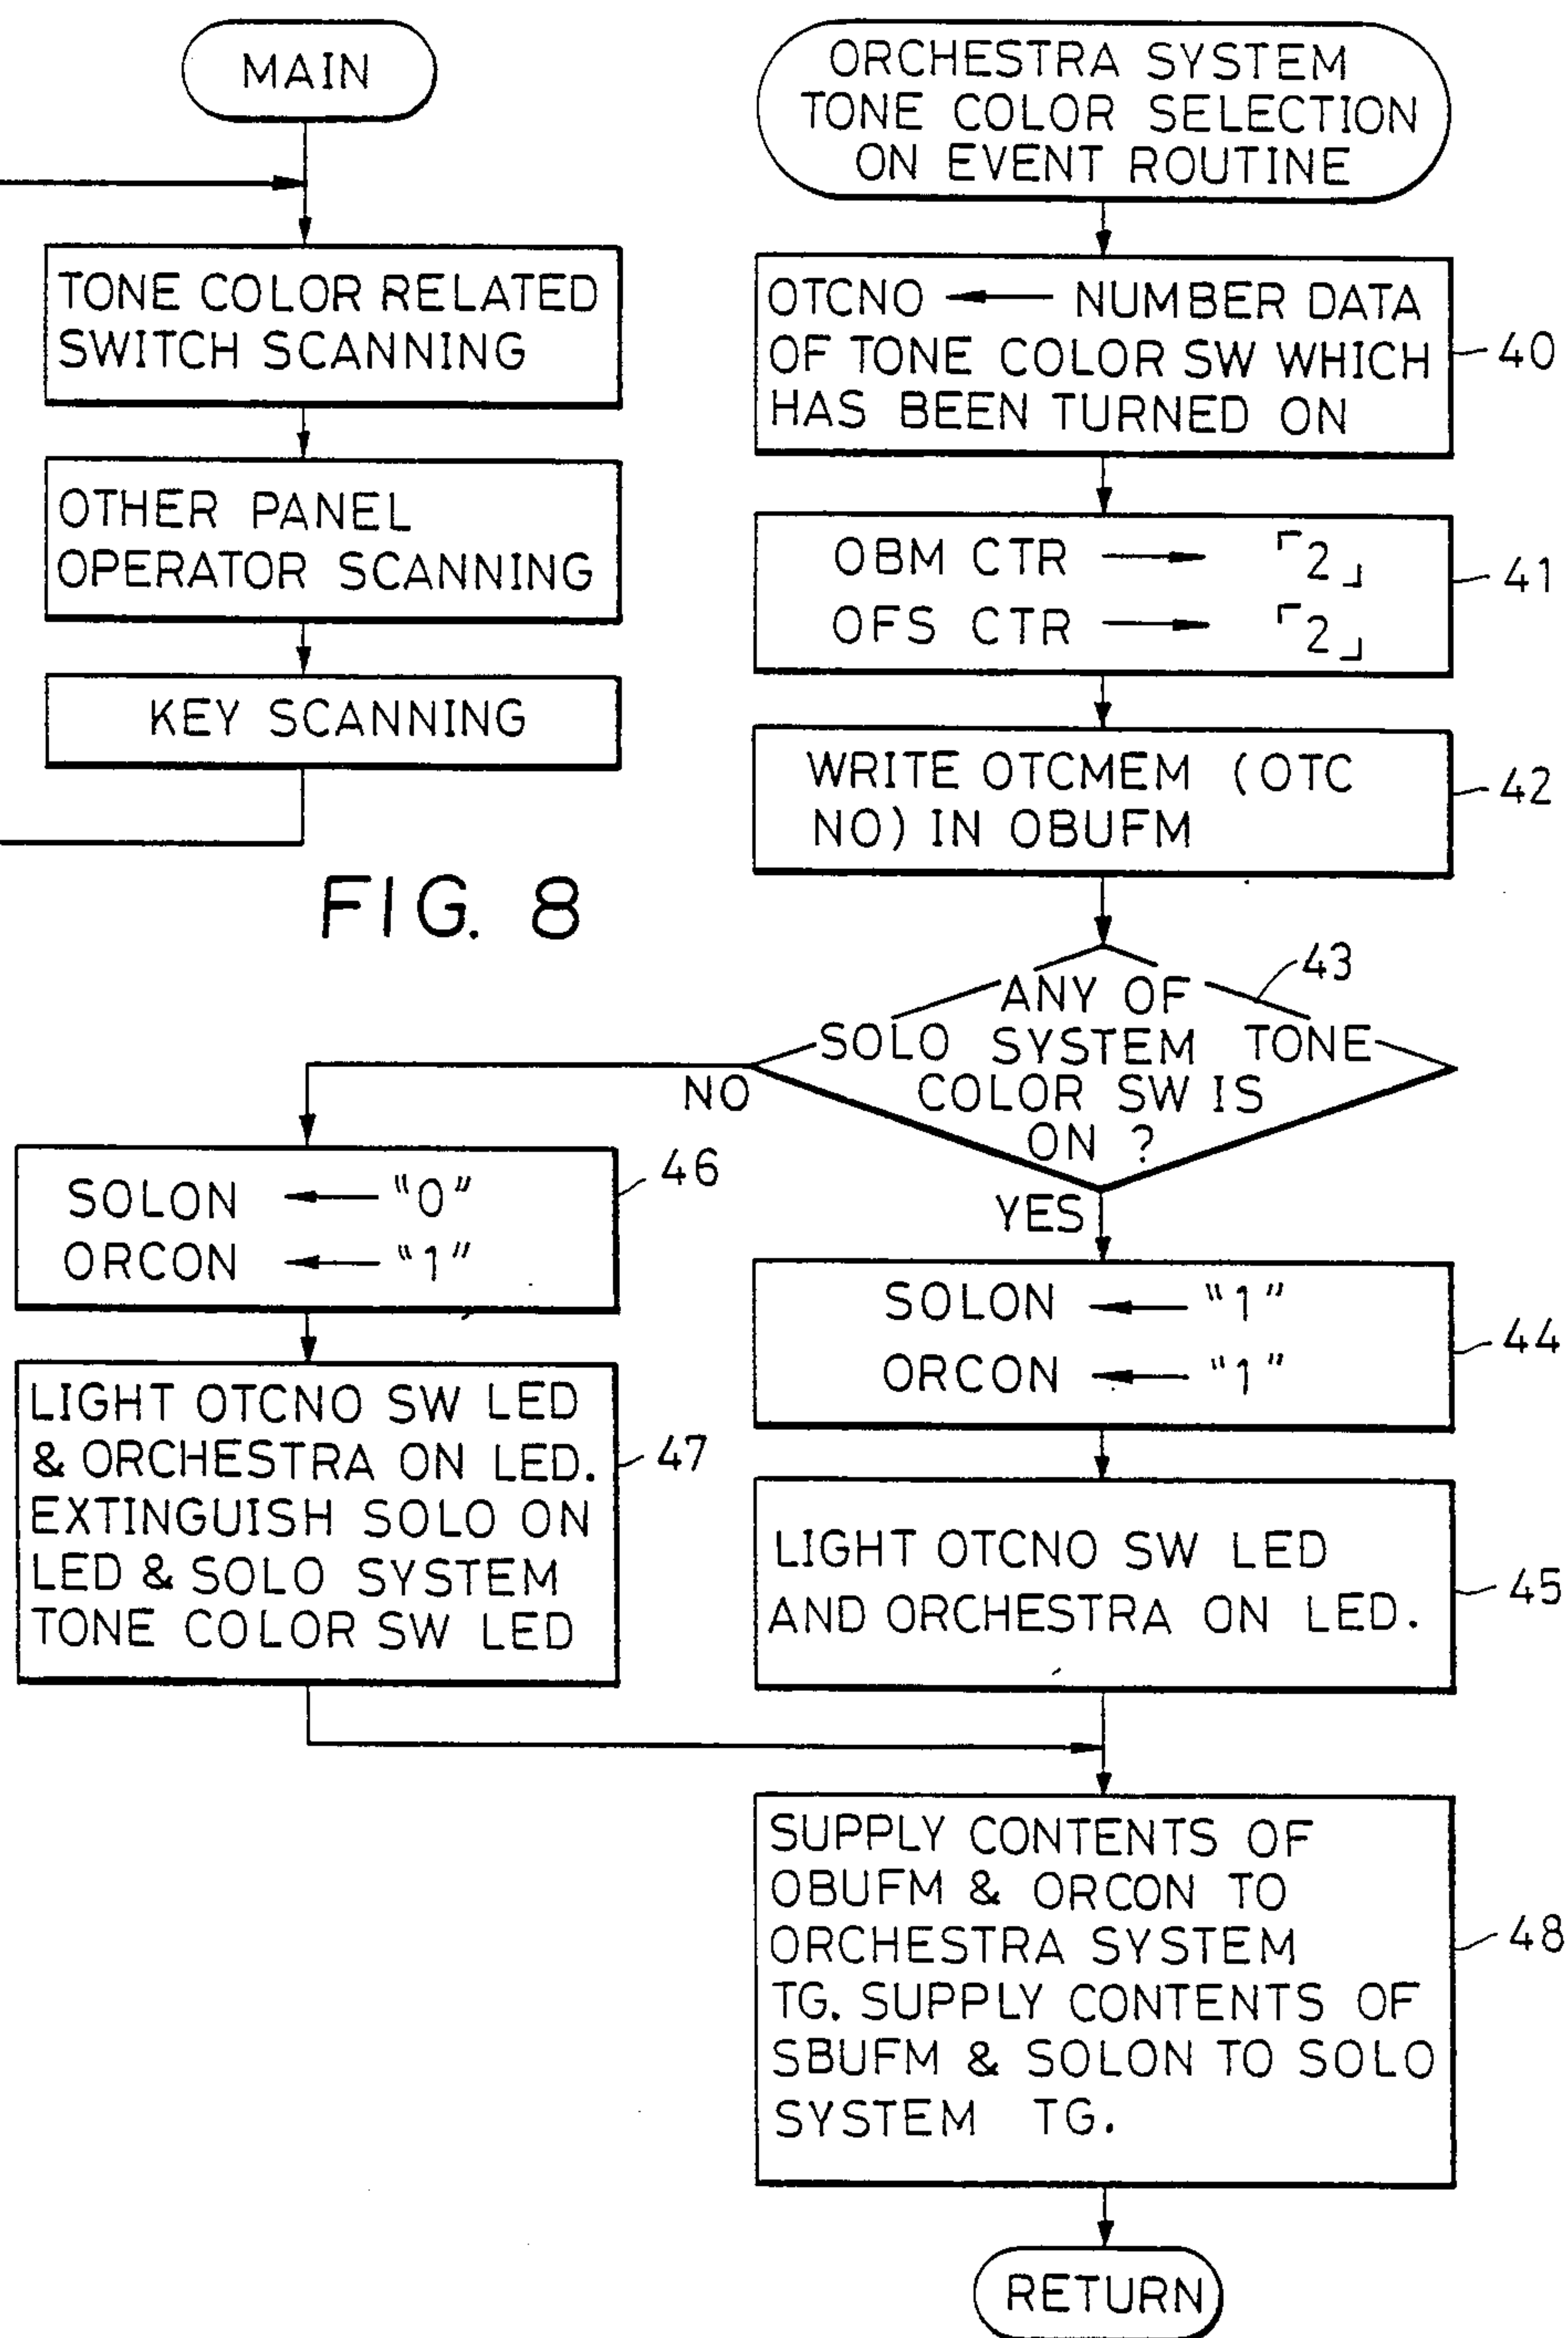 MAIN
TONE COLOR RELATED
SWITCH SCANNING
OTHER PANEL
OPERATOR SCANNING
KEY SCANNING
FIG. 8
ORCHESTRA SYSTEM
TONE COLOR SELECTION
ON EVENT ROUTINE
OTCNO ← NUMBER DATA
OF TONE COLOR SW WHICH
HAS BEEN TURNED ON
40
OBM CTR → 「2」
OFS CTR → 「2」
41
WRITE OTCMEM (OTC
NO) IN OBUFM
42
43
ANY OF
SOLO SYSTEM TONE
COLOR SW IS
ON ?
NO
YES
SOLON ← "0"
ORCON ← "1"
46
SOLON ← "1"
ORCON ← "1"
44
LIGHT OTCNO SW LED
& ORCHESTRA ON LED.
EXTINGUISH SOLO ON
LED & SOLO SYSTEM
TONE COLOR SW LED
47
LIGHT OTCNO SW LED
AND ORCHESTRA ON LED.
45
SUPPLY CONTENTS OF
OBUFM & ORCON TO
ORCHESTRA SYSTEM
TG. SUPPLY CONTENTS OF
SBUFM & SOLON TO SOLO
SYSTEM TG.
48
RETURN